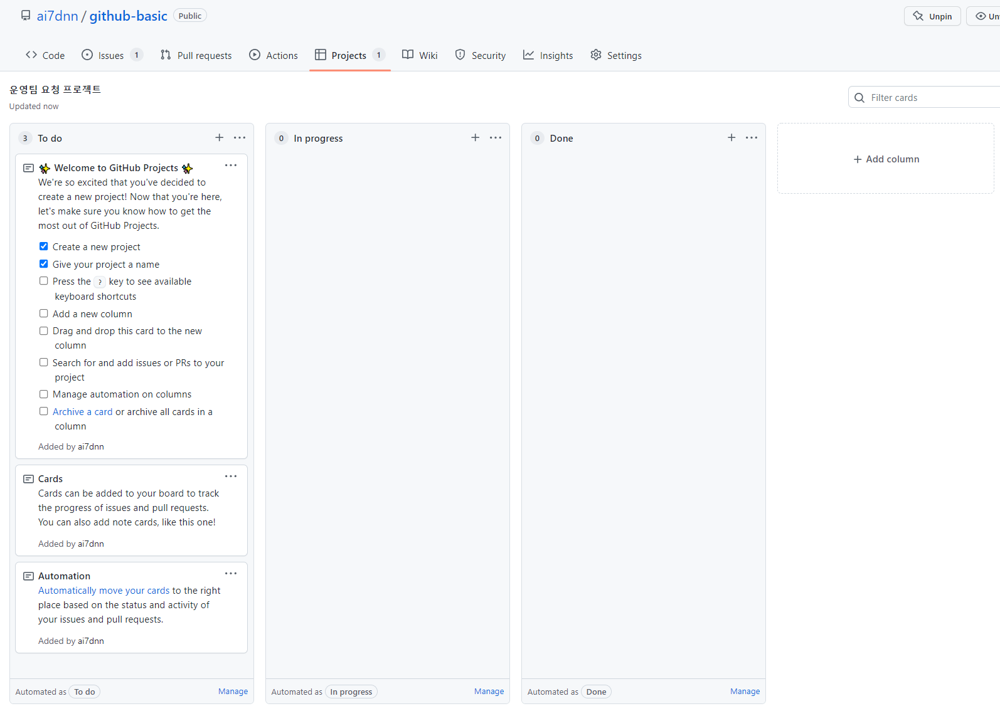 ai7dnn / github-basic Public
Unpin
Code
Issues 1
Pull requests
Actions
Projects 1
Wiki
Security
Insights
Settings
운영팀 요청 프로젝트
Updated now
Filter cards
3 To do
✨ Welcome to GitHub Projects ✨
We're so excited that you've decided to
create a new project! Now that you're here,
let's make sure you know how to get the
most out of GitHub Projects.
Create a new project
Give your project a name
Press the ? key to see available
keyboard shortcuts
Add a new column
Drag and drop this card to the new
column
Search for and add issues or PRs to your
project
Manage automation on columns
Archive a card or archive all cards in a
column
Added by ai7dnn
Cards
Cards can be added to your board to track
the progress of issues and pull requests.
You can also add note cards, like this one!
Added by ai7dnn
Automation
Automatically move your cards to the right
place based on the status and activity of
your issues and pull requests.
Added by ai7dnn
Automated as To do
Manage
0 In progress
Automated as In progress
Manage
0 Done
Automated as Done
Manage
+ Add column